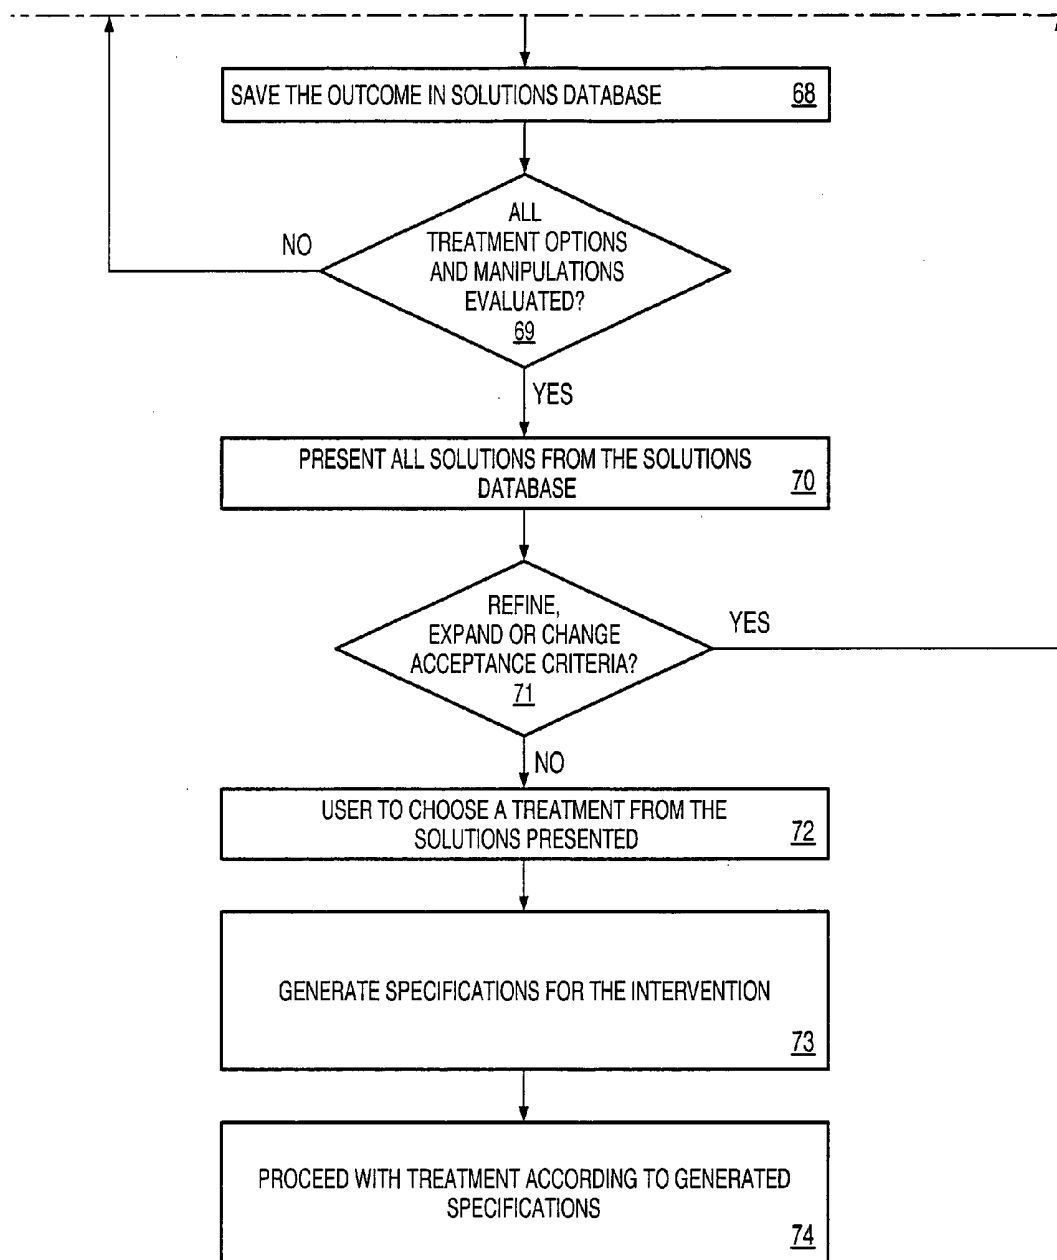 SAVE THE OUTCOME IN SOLUTIONS DATABASE 68
ALL
TREATMENT OPTIONS
AND MANIPULATIONS
EVALUATED?
69
NO
YES
PRESENT ALL SOLUTIONS FROM THE SOLUTIONS
DATABASE
70
REFINE,
EXPAND OR CHANGE
ACCEPTANCE CRITERIA?
71
YES
NO
USER TO CHOOSE A TREATMENT FROM THE
SOLUTIONS PRESENTED
72
GENERATE SPECIFICATIONS FOR THE INTERVENTION
73
PROCEED WITH TREATMENT ACCORDING TO GENERATED
SPECIFICATIONS
74